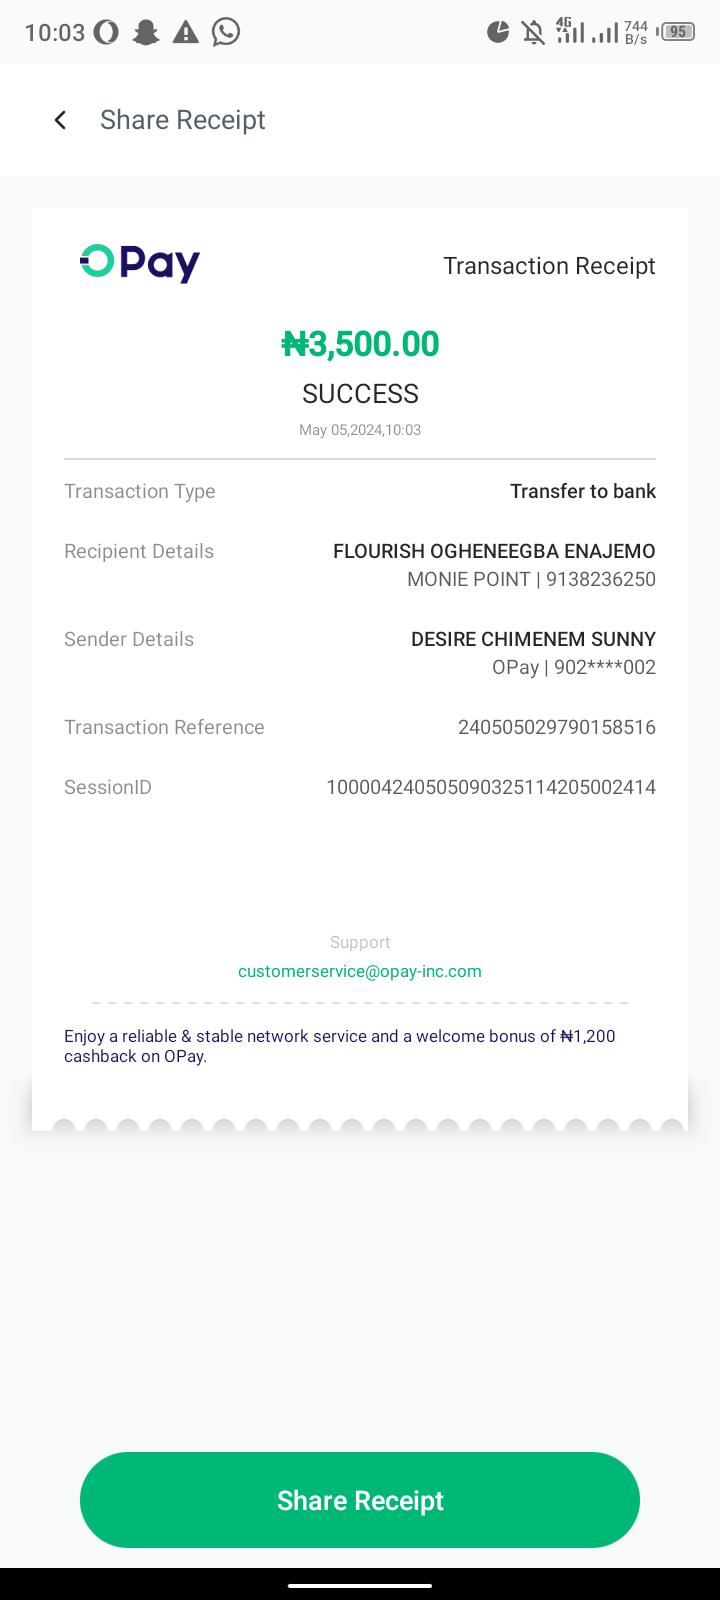 10:03
4G
744
B/s
95
Share Receipt
OPay
Transaction Receipt
₦3,500.00
SUCCESS
May 05,2024,10:03
Transaction Type
Transfer to bank
Recipient Details
FLOURISH OGHENEEGBA ENAJEMO
MONIE POINT | 9138236250
Sender Details
DESIRE CHIMENEM SUNNY
OPay | 902****002
Transaction Reference
240505029790158516
SessionID
100004240505090325114205002414
Support
customerservice@opay-inc.com
Enjoy a reliable & stable network service and a welcome bonus of ₦1,200
cashback on OPay.
Share Receipt